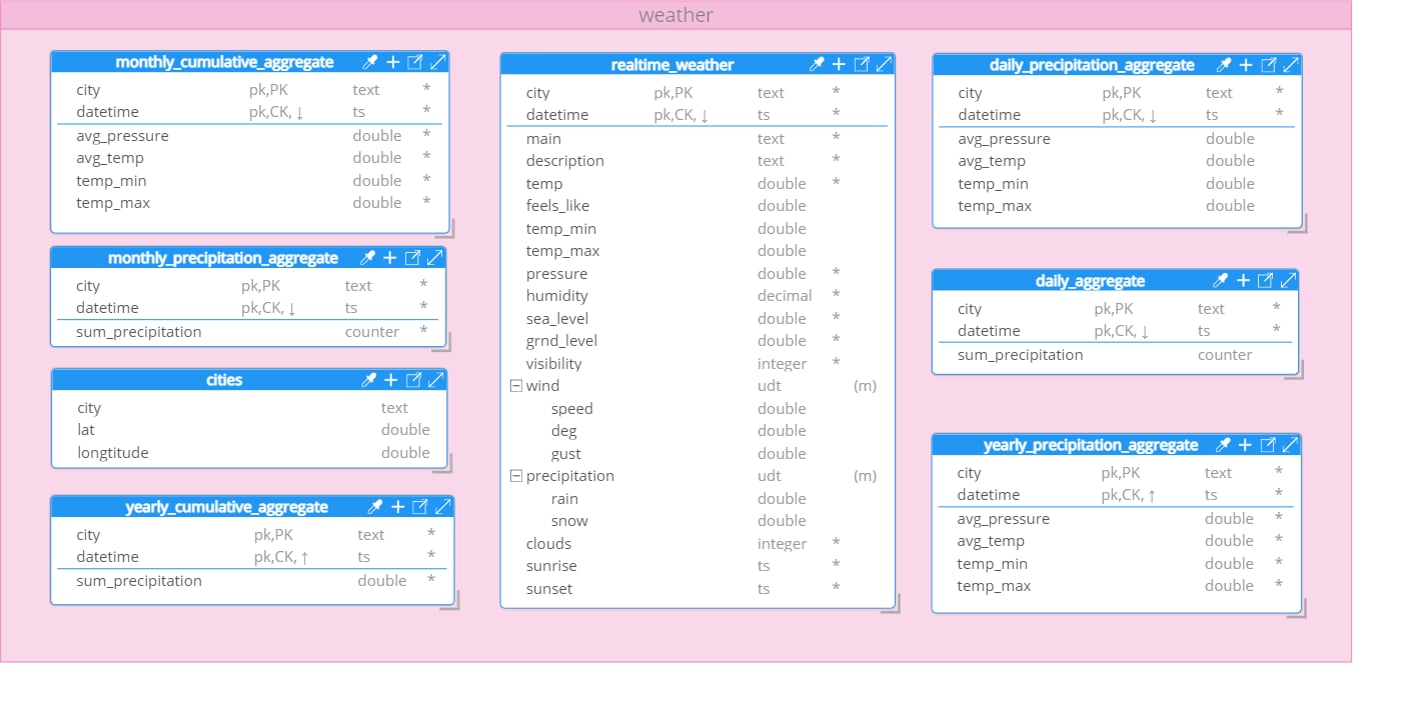 weather
monthly_cumulative_aggregate
city pk,PK text *
datetime pk,CK, ↓ ts *
avg_pressure double *
avg_temp double *
temp_min double *
temp_max double *
monthly_precipitation_aggregate
city pk,PK text *
datetime pk,CK, ↓ ts *
sum_precipitation counter *
cities
city text
lat double
longtitude double
yearly_cumulative_aggregate
city pk,PK text *
datetime pk,CK, ↑ ts *
sum_precipitation double *
realtime_weather
city pk,PK text *
datetime pk,CK, ↓ ts *
main text *
description text *
temp double *
feels_like double
temp_min double
temp_max double
pressure double *
humidity decimal *
sea_level double *
grnd_level double *
visibility integer *
wind udt (m)
speed double
deg double
gust double
precipitation udt (m)
rain double
snow double
clouds integer *
sunrise ts *
sunset ts *
daily_precipitation_aggregate
city pk,PK text *
datetime pk,CK, ↓ ts *
avg_pressure double
avg_temp double
temp_min double
temp_max double
daily_aggregate
city pk,PK text *
datetime pk,CK, ↓ ts *
sum_precipitation counter
yearly_precipitation_aggregate
city pk,PK text *
datetime pk,CK, ↑ ts *
avg_pressure double *
avg_temp double *
temp_min double *
temp_max double *